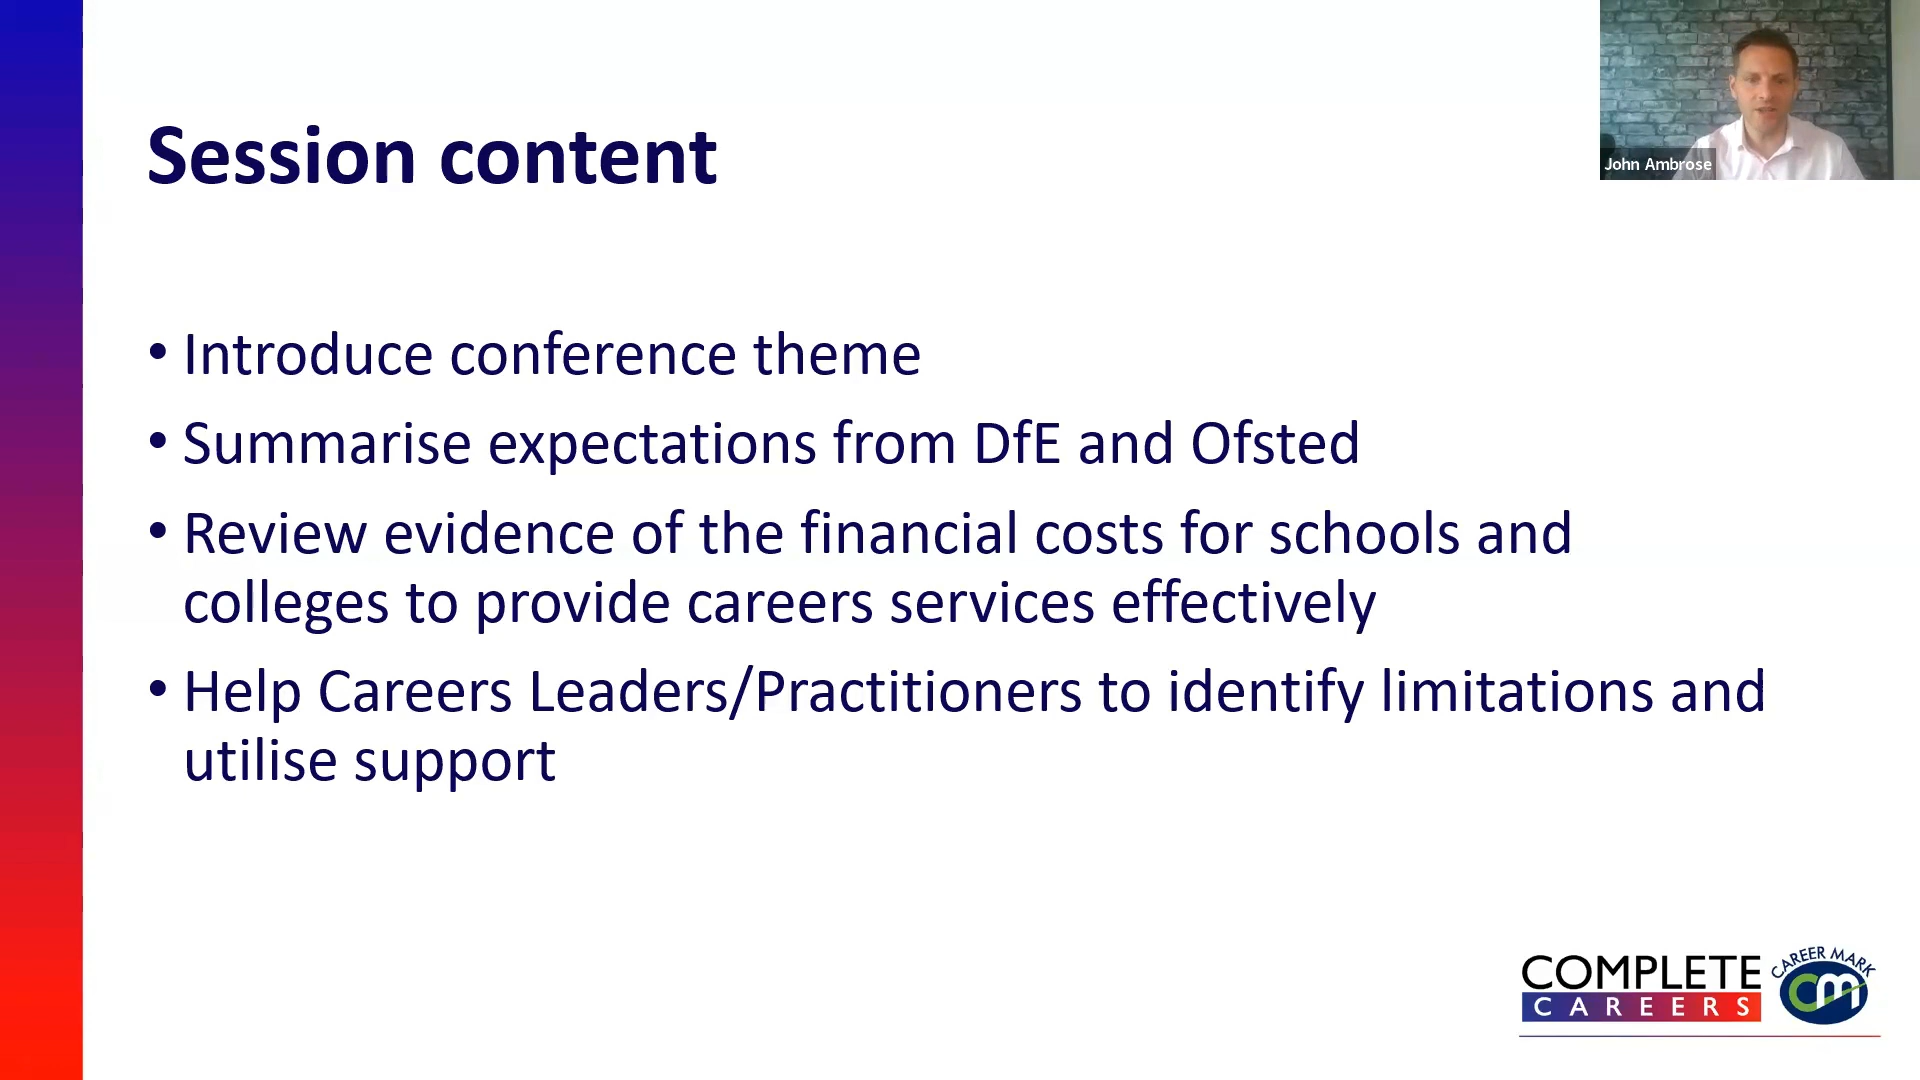 Session content
John Ambrose
• Introduce conference theme
• Summarise expectations from DfE and Ofsted
• Review evidence of the financial costs for schools and
colleges to provide careers services effectively
• Help Careers Leaders/Practitioners to identify limitations and
utilise support
COMPLETE
CAREERS
CAREER MARK
cm